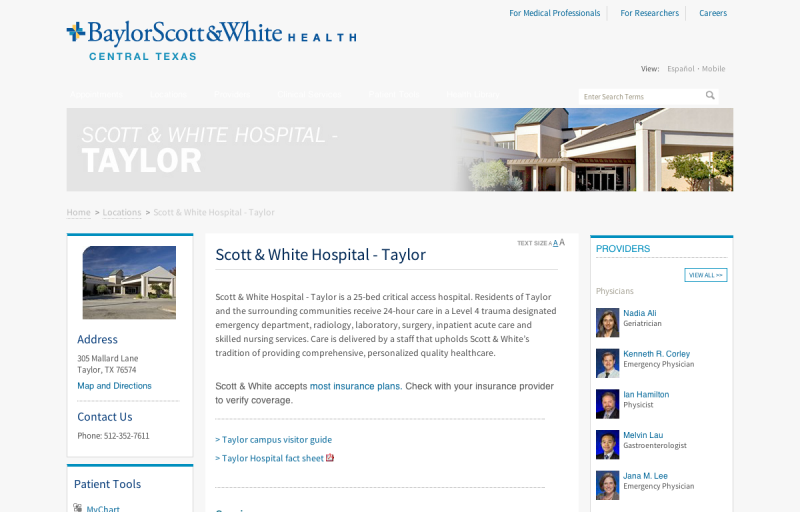 For Medical Professionals
For Researchers
Careers
BaylorScott&White HEALTH
CENTRAL TEXAS
View: Español - Mobile
Enter Search Terms
SCOTT & WHITE HOSPITAL -
TAYLOR
Home > Locations > Scott & White Hospital - Taylor
Address
305 Mallard Lane
Taylor, TX 76574
Map and Directions
Contact Us
Phone: 512-352-7611
Patient Tools
MyChart
TEXT SIZE A A A
Scott & White Hospital - Taylor
Scott & White Hospital - Taylor is a 25-bed critical access hospital. Residents of Taylor
and the surrounding communities receive 24-hour care in a Level 4 trauma designated
emergency department, radiology, laboratory, surgery, inpatient acute care and
skilled nursing services. Care is delivered by a staff that upholds Scott & White's
tradition of providing comprehensive, personalized quality healthcare.
Scott & White accepts most insurance plans. Check with your insurance provider
to verify coverage.
> Taylor campus visitor guide
> Taylor Hospital fact sheet
PROVIDERS
VIEW ALL >>
Physicians
Nadia Ali
Geriatrician
Kenneth R. Corley
Emergency Physician
Ian Hamilton
Physicist
Melvin Lau
Gastroenterologist
Jana M. Lee
Emergency Physician